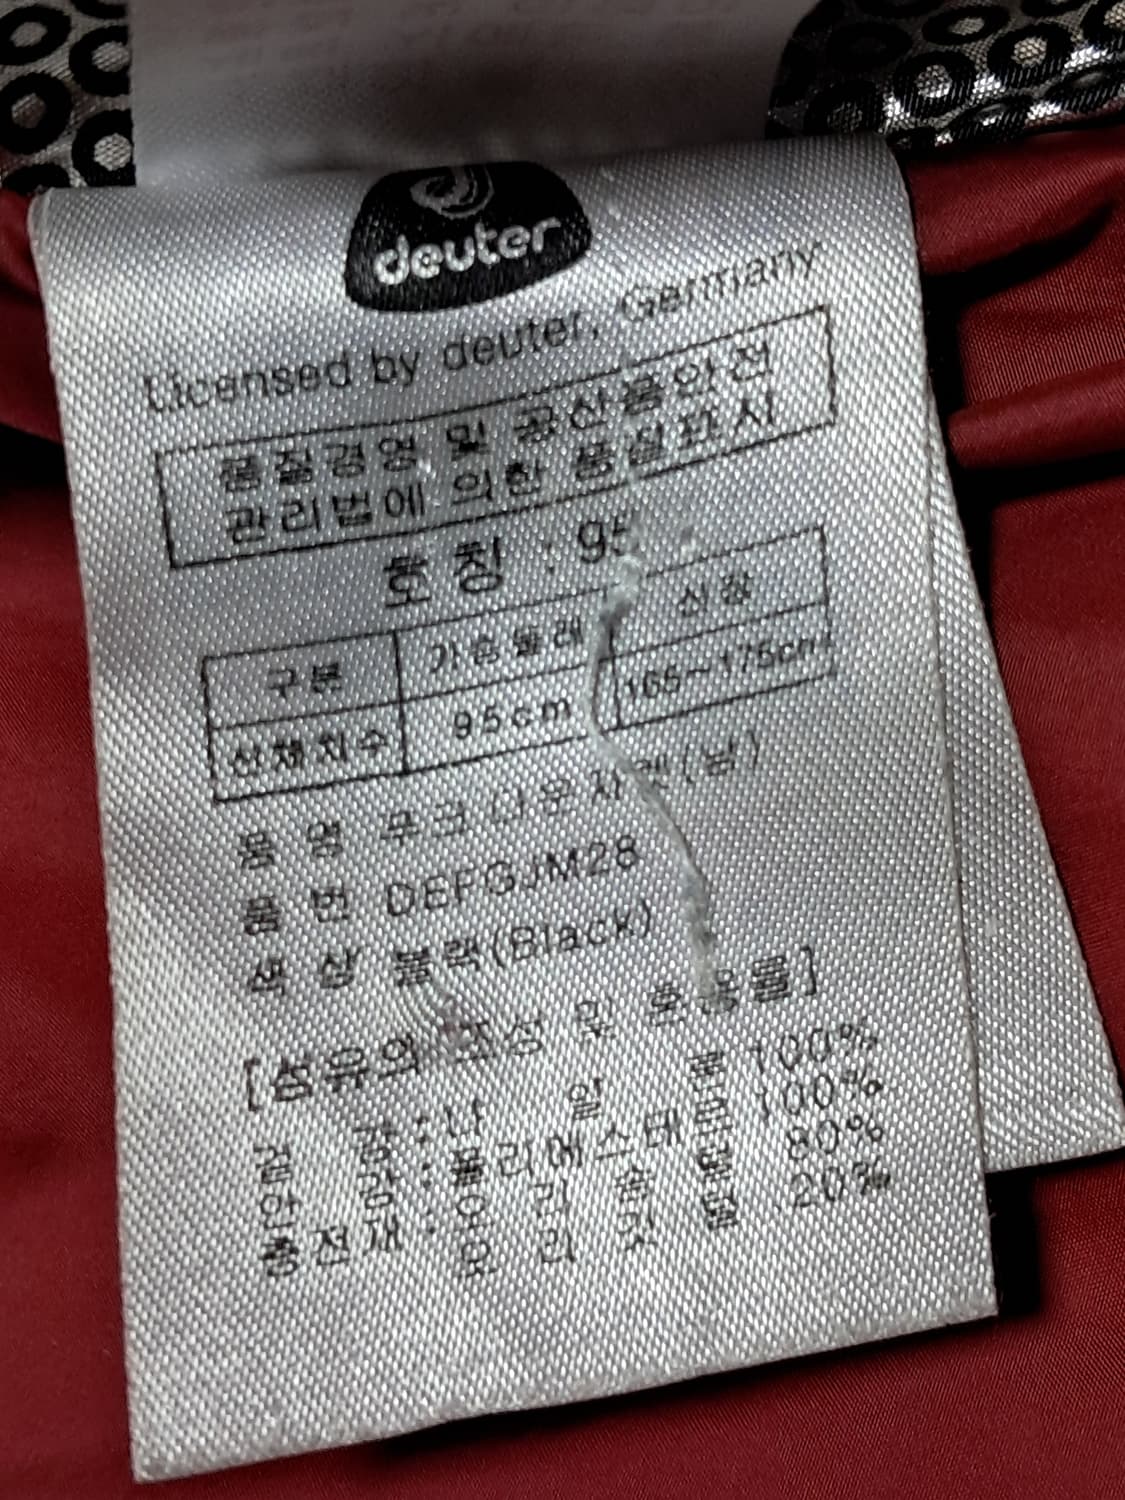 deuter
Licensed by deuter, Germany
품질경영 및 공산품안전
관리법에 의한 품질표시
호 칭 : 95
구분 가슴둘레 신장
신체치수 95cm 165~175cm
품 명 구스다운자켓(남)
품 번 DEFGJM28
색 상 블랙(Black)
[섬유의 조성 및 혼용률]
겉 감 : 나 일 론 100%
안 감 : 폴리에스테르 100%
충전재 : 오리 솜털 80%
오리 깃털 20%